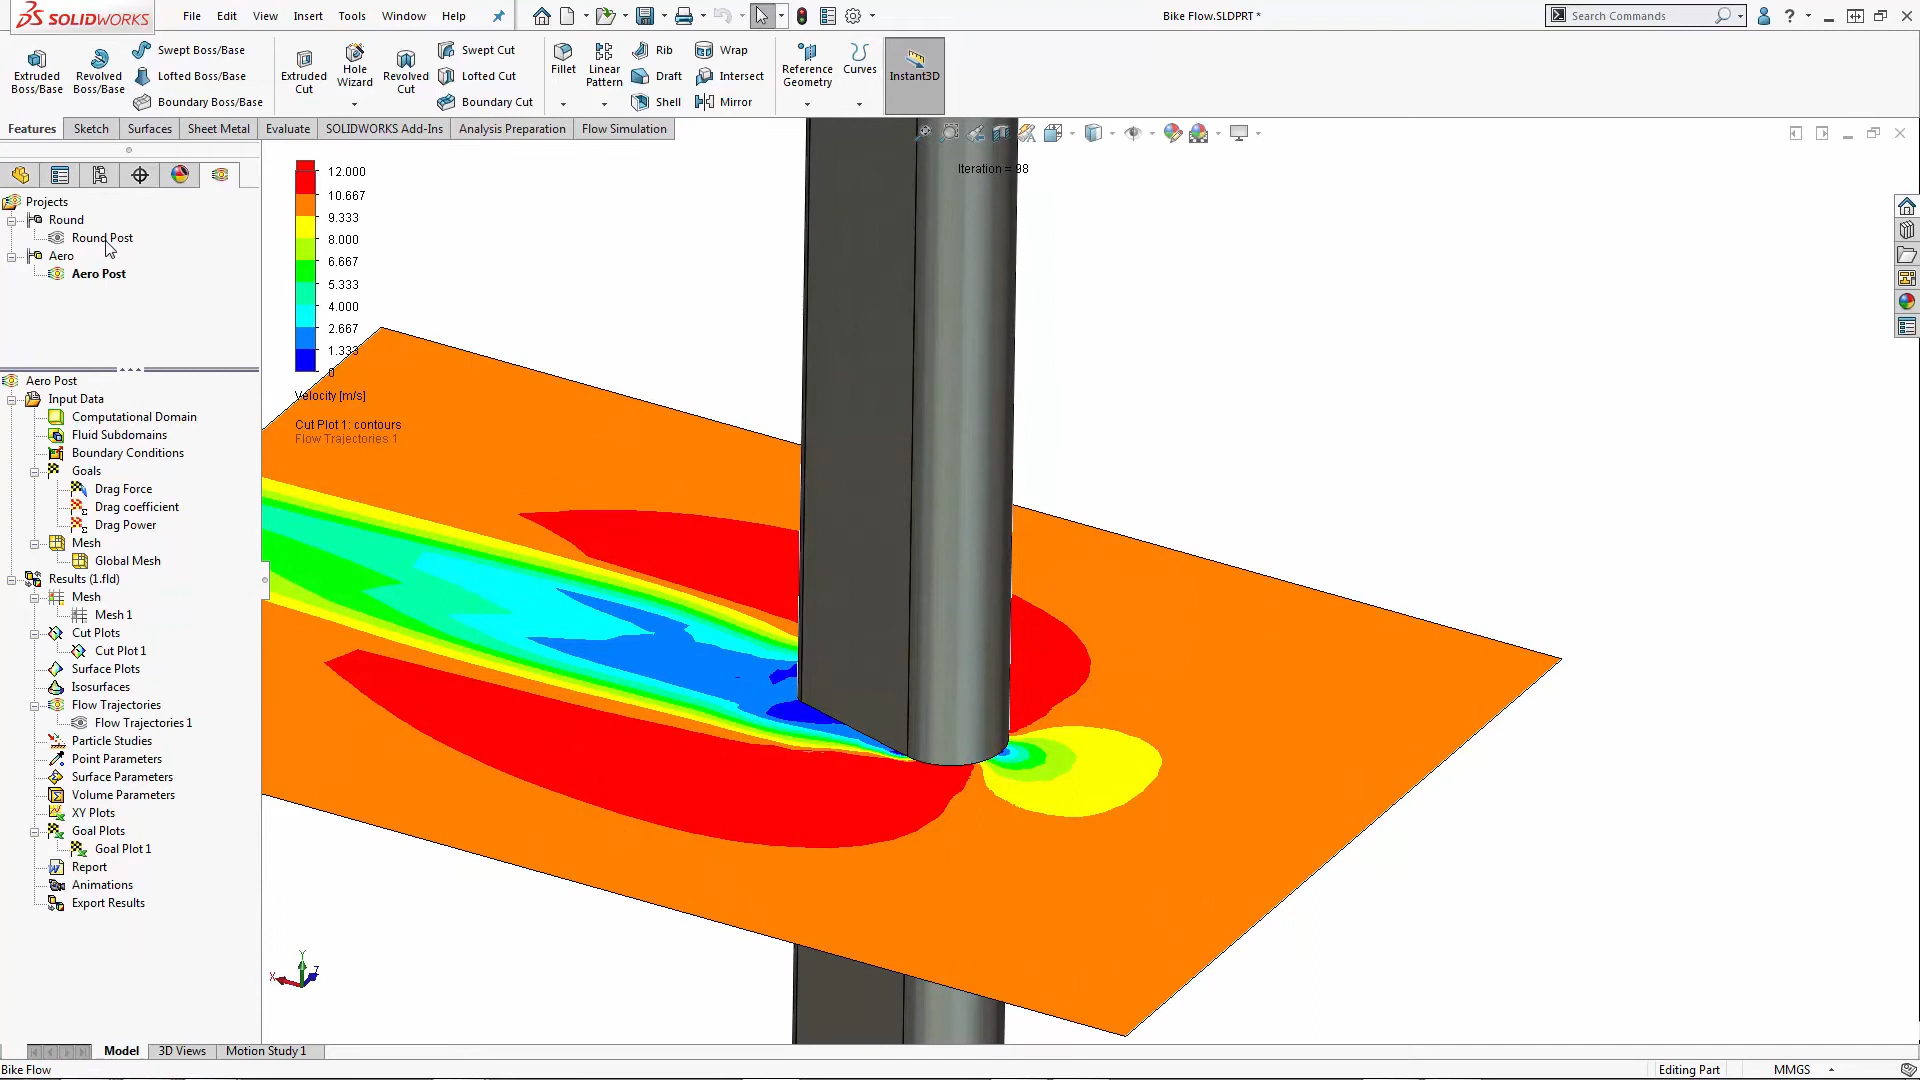 SOLIDWORKS
File Edit View Insert Tools Window Help
Bike Flow.SLDPRT *
Search Commands
Extruded Boss/Base
Revolved Boss/Base
Swept Boss/Base
Lofted Boss/Base
Boundary Boss/Base
Extruded Cut
Hole Wizard
Revolved Cut
Swept Cut
Lofted Cut
Boundary Cut
Fillet
Linear Pattern
Rib
Draft
Shell
Wrap
Intersect
Mirror
Reference Geometry
Curves
Instant3D
Features Sketch Surfaces Sheet Metal Evaluate SOLIDWORKS Add-Ins Analysis Preparation Flow Simulation
Projects
Round
Round Post
Aero
Aero Post
Aero Post
Input Data
Computational Domain
Fluid Subdomains
Boundary Conditions
Goals
Drag Force
Drag coefficient
Drag Power
Mesh
Global Mesh
Results (1.fld)
Mesh
Mesh 1
Cut Plots
Cut Plot 1
Surface Plots
Isosurfaces
Flow Trajectories
Flow Trajectories 1
Particle Studies
Point Parameters
Surface Parameters
Volume Parameters
XY Plots
Goal Plots
Goal Plot 1
Report
Animations
Export Results
Iteration = 98
12.000
10.667
9.333
8.000
6.667
5.333
4.000
2.667
1.333
0
Velocity [m/s]
Cut Plot 1: contours
Flow Trajectories 1
Y
X
Z
Model 3D Views Motion Study 1
Bike Flow
Editing Part
MMGS